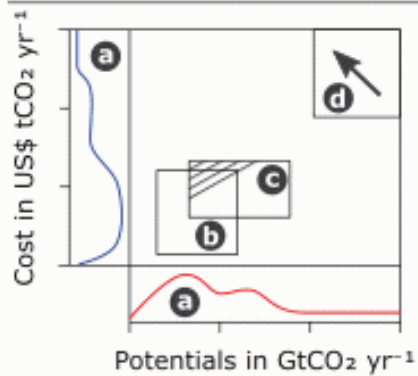 Cost in US$ tCO₂ yr⁻¹
a
d
c
b
a
Potentials in GtCO₂ yr⁻¹